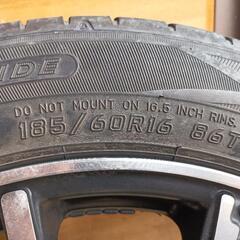 IDE
DO NOT MOUNT ON 16.5 INCH RIMS.
185/60R16 86T